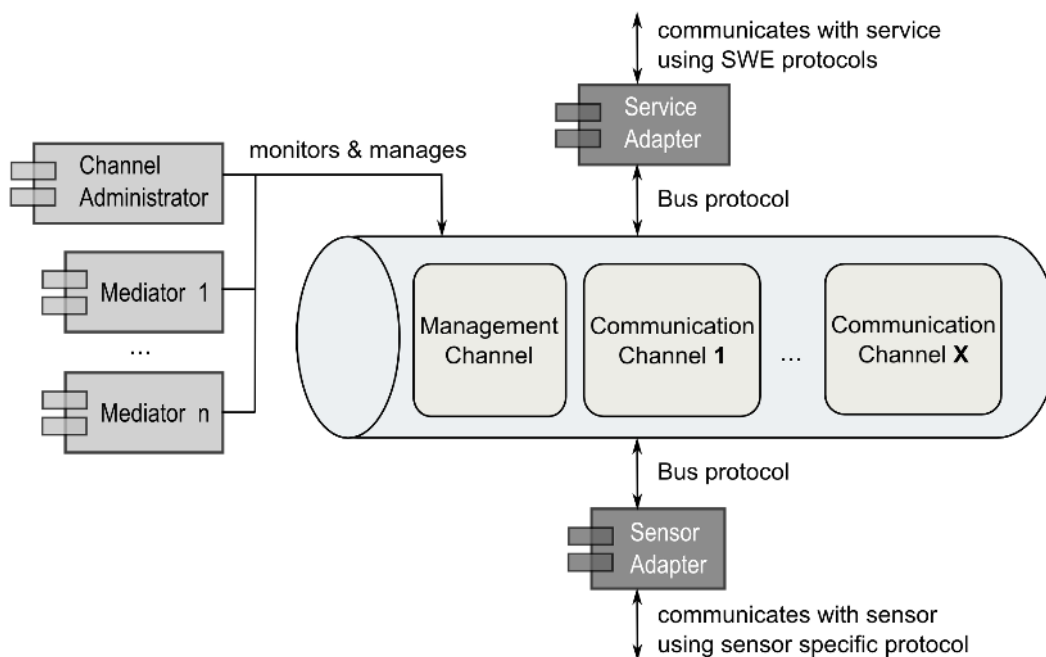 communicates with service
using SWE protocols
Service
Adapter
Channel
Administrator
monitors & manages
Bus protocol
Mediator 1
...
Mediator n
Management
Channel
Communication
Channel 1
...
Communication
Channel X
Bus protocol
Sensor
Adapter
communicates with sensor
using sensor specific protocol